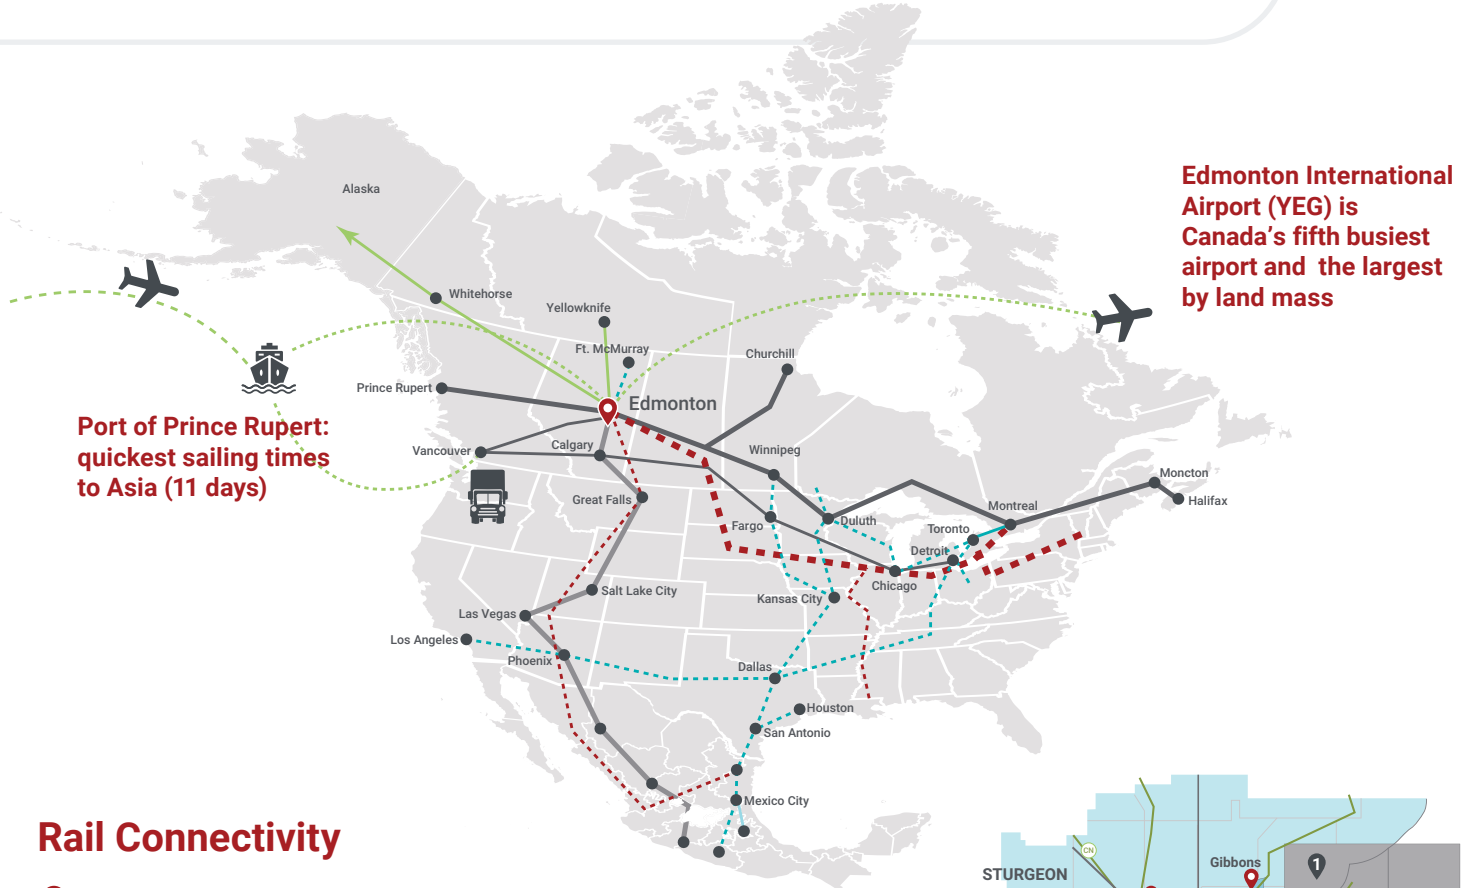 Alaska
Edmonton International
Airport (YEG) is
Canada's fifth busiest
airport and the largest
by land mass
Whitehorse
Yellowknife
Ft. McMurray
Churchill
Prince Rupert
Edmonton
Port of Prince Rupert:
quickest sailing times
to Asia (11 days)
Vancouver
Calgary
Winnipeg
Moncton
Great Falls
Halifax
Montreal
Fargo
Duluth
Toronto
Detroit
Chicago
Salt Lake City
Kansas City
Las Vegas
Los Angeles
Phoenix
Dallas
Houston
San Antonio
Mexico City
Rail Connectivity
CN
Gibbons
1
STURGEON